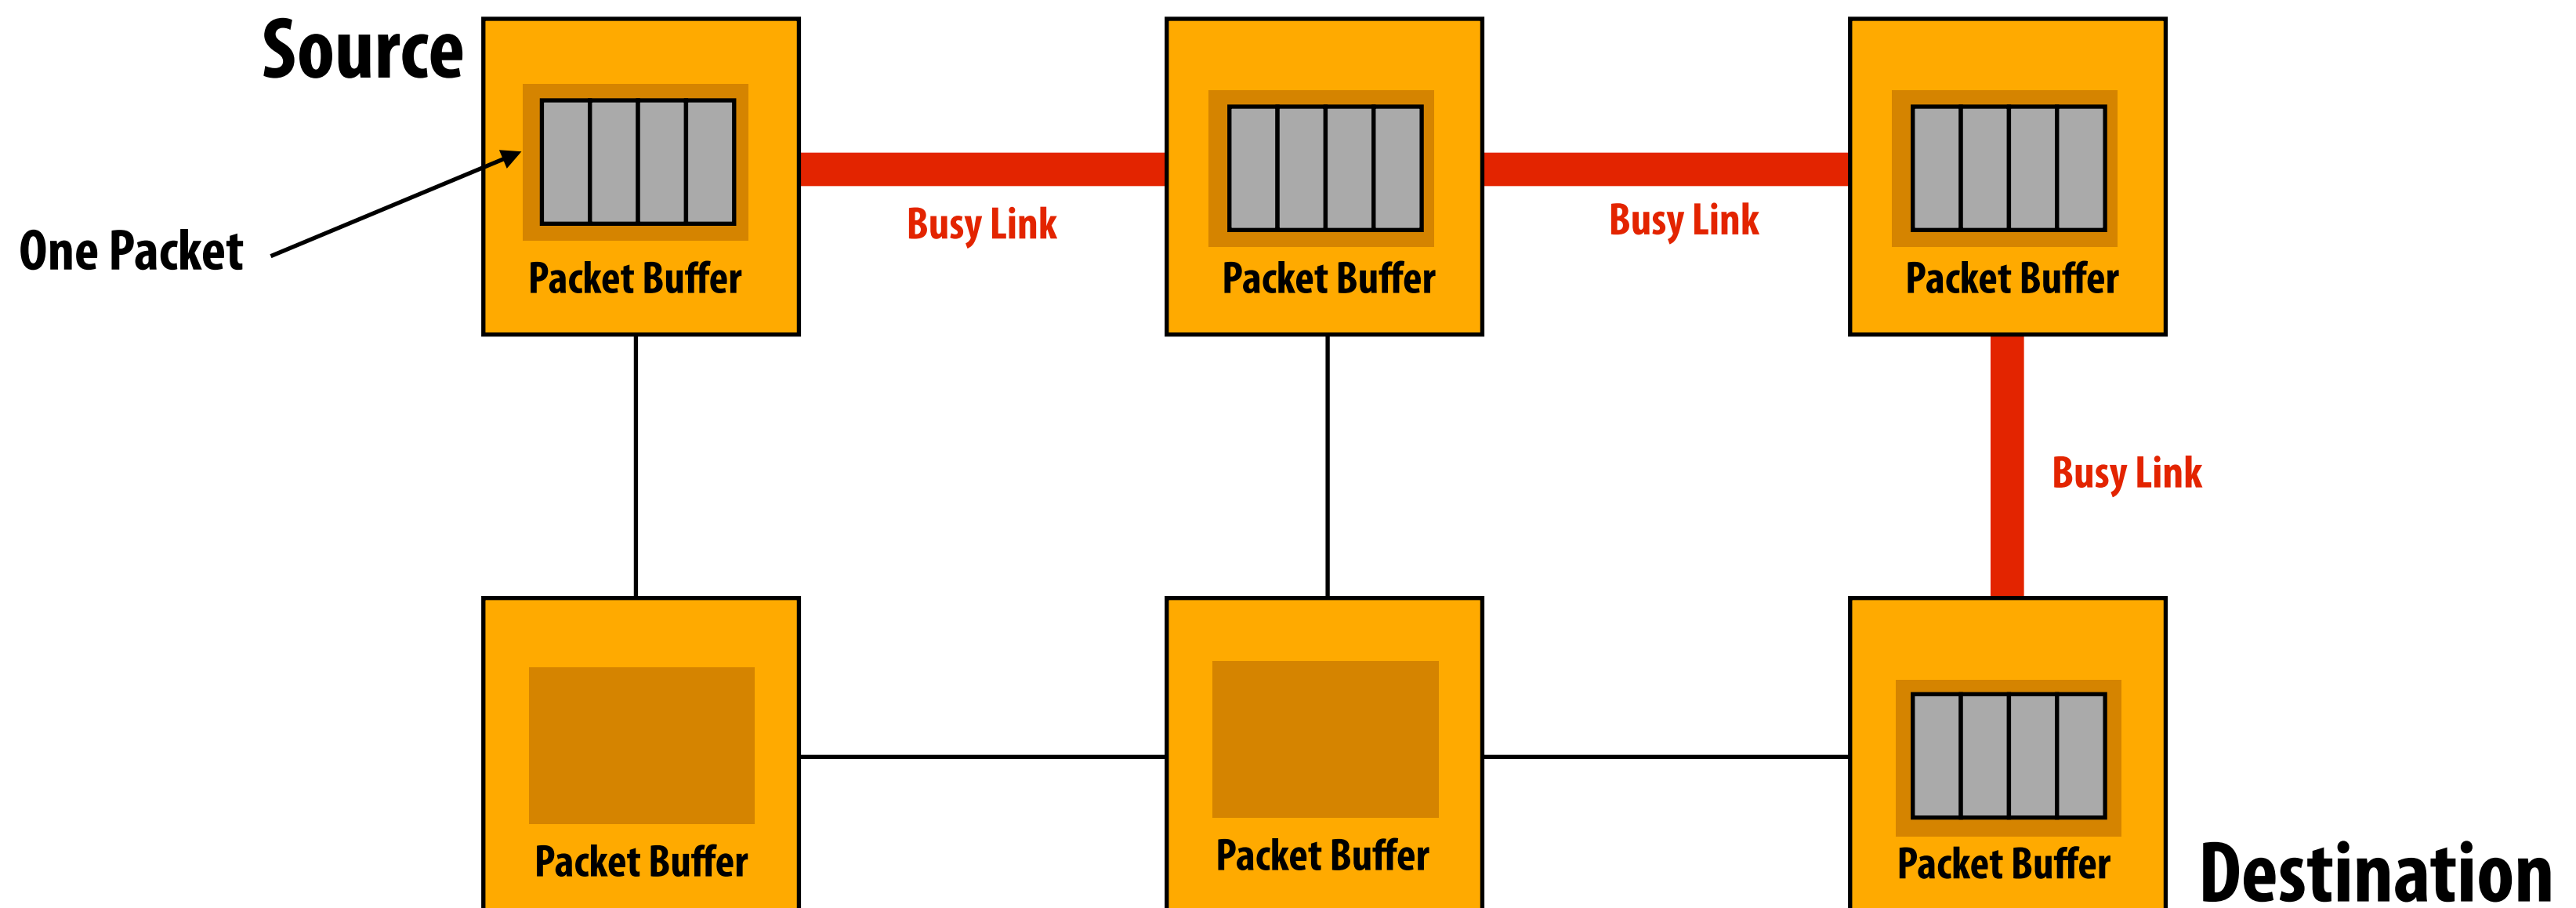 Source
One Packet
Packet Buffer
Busy Link
Packet Buffer
Busy Link
Packet Buffer
Busy Link
Packet Buffer
Packet Buffer
Packet Buffer
Destination